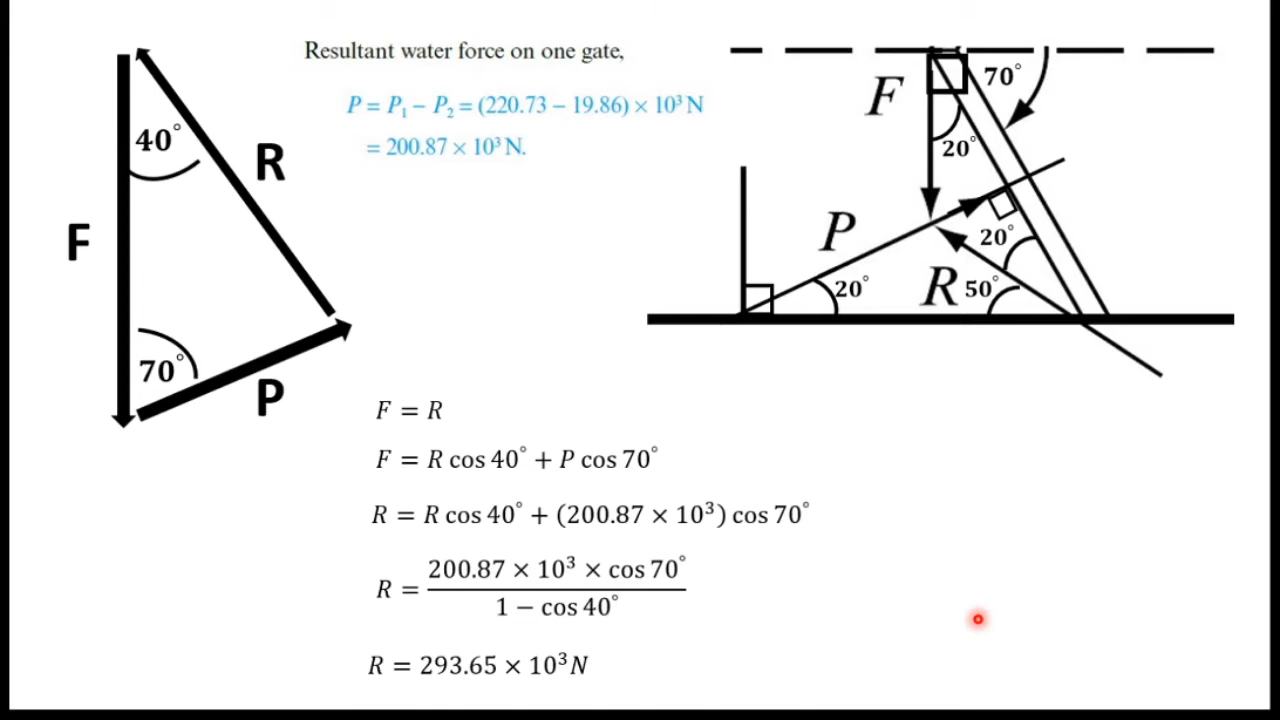 Resultant water force on one gate,
P = P₁ − P₂ = (220.73 − 19.86) × 10³ N
= 200.87 × 10³ N.
40°
R
F
70°
P
F
70°
20°
P
20°
20°
R
50°
F = R
F = R cos 40° + P cos 70°
R = R cos 40° + (200.87 × 10³) cos 70°
R = 200.87 × 10³ × cos 70° / 1 − cos 40°
R = 293.65 × 10³ N